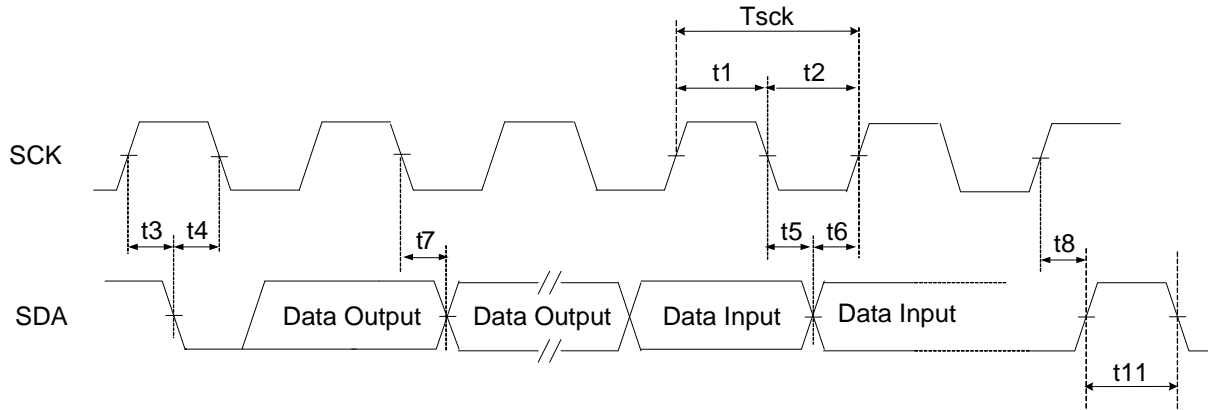 Tsck
t1 t2
SCK
t3 t4 t7 t5 t6 t8
SDA Data Output Data Output Data Input Data Input
t11